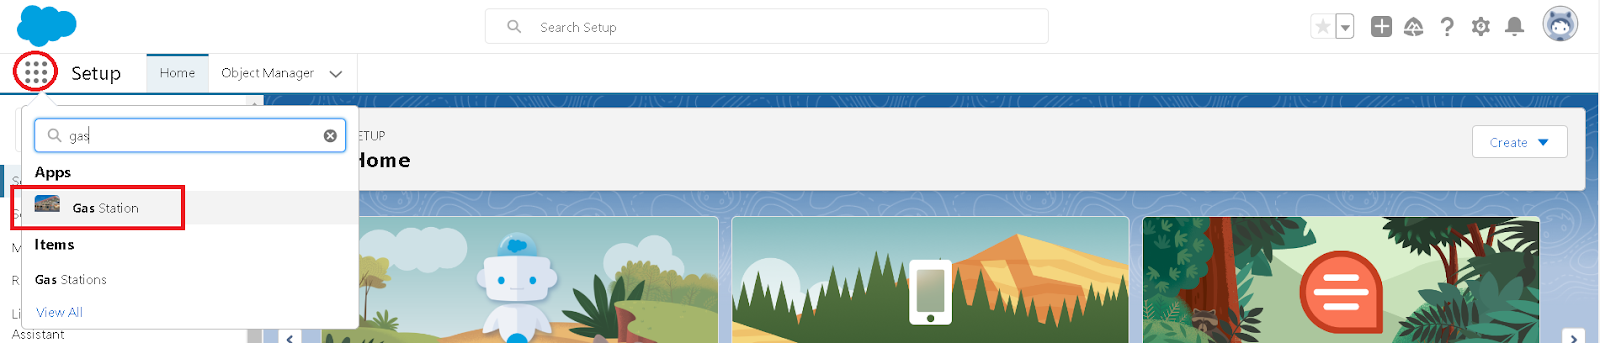 Search Setup
Setup
Home
Object Manager
gas
ETUP
Home
Create
Apps
Gas Station
Items
Gas Stations
View All
Assistant